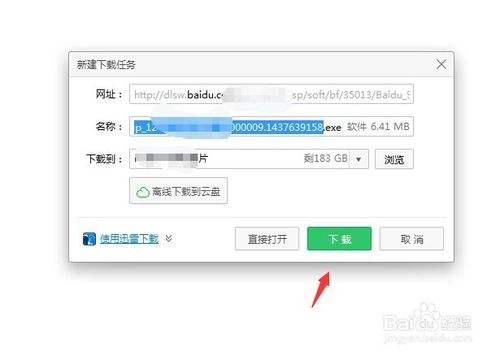 新建下载任务
网址: http://dlsw.baidu.c sp/soft/bf/35013/Baidu_S
名称: p_12 000009.1437639158.exe 软件 6.41 MB
下载到: 片 剩183 GB 浏览
离线下载到云盘
使用迅雷下载 直接打开 下载 取消
Baidu 经验
jingyan.baidu.com